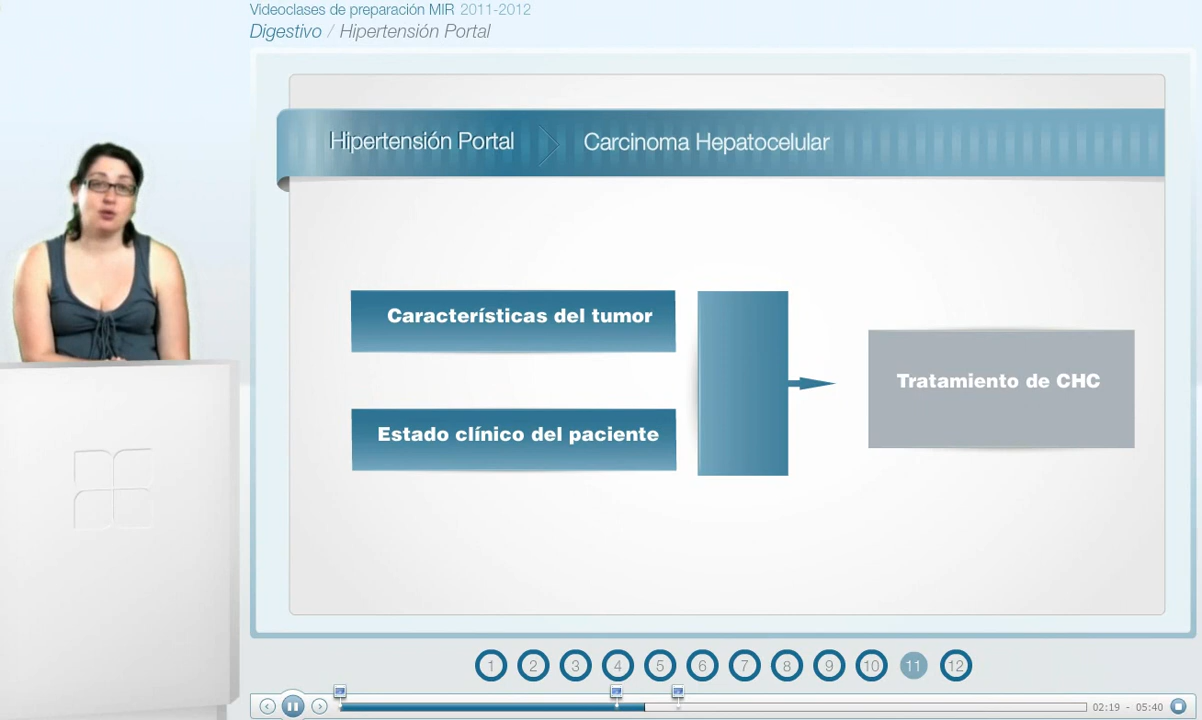 Videoclases de preparación MIR 2011-2012
Digestivo / Hipertensión Portal
Hipertensión Portal
Carcinoma Hepatocelular
Características del tumor
Estado clínico del paciente
Tratamiento de CHC
1 2 3 4 5 6 7 8 9 10 11 12
02:19 - 05:40